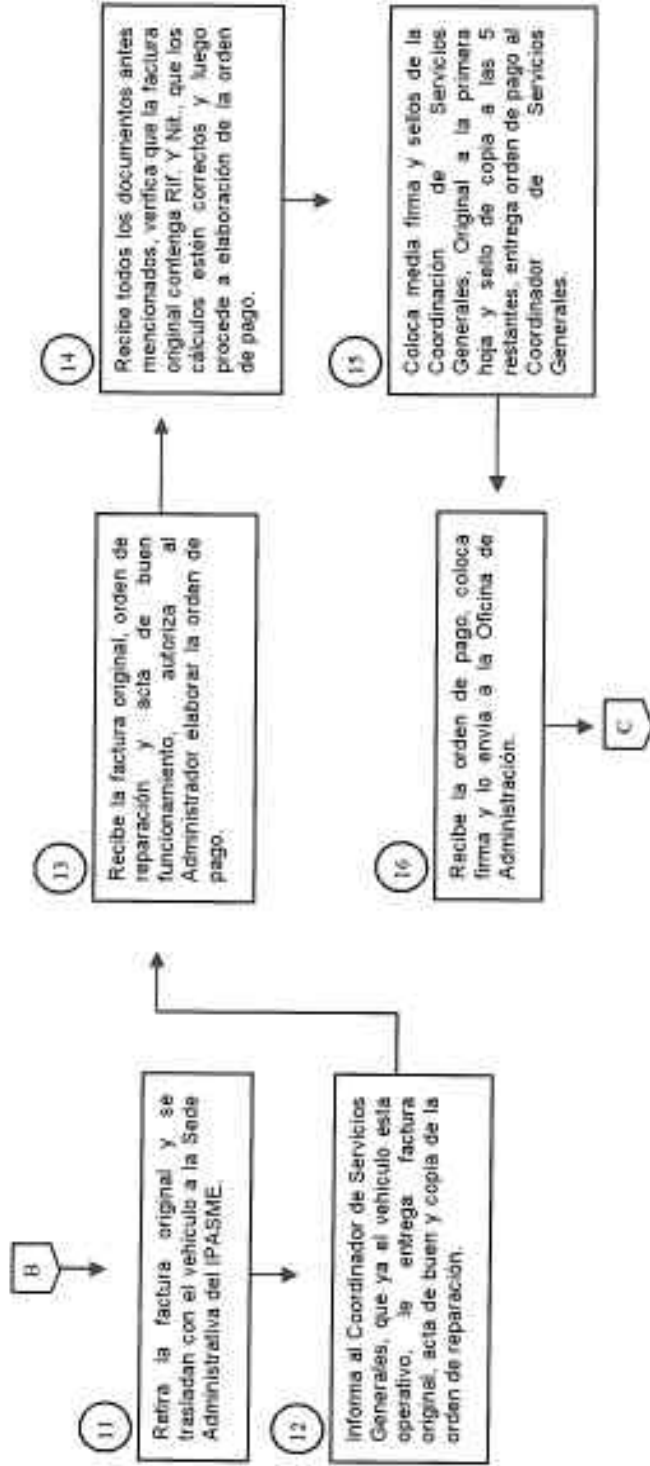 B
11
Retira la factura original y se
trasladan con el vehículo a la Sede
Administrativa del IPASME.
12
Informa al Coordinador de Servicios
Generales, que ya el vehículo esta
operativo, le entrega factura
original, acta de buen y copia de la
orden de reparación.
13
Recibe la factura original, orden de
reparación y acta de buen
funcionamiento, autoriza al
Administrador elaborar la orden de
pago.
14
Recibe todos los documentos antes
mencionados, verifica que la factura
original contenga Rif. Y Nit., que los
cálculos estén correctos y luego
procede a elaboración de la orden
de pago.
15
Coloca media firma y sellos de la
Coordinación de Servicios
Generales, Original a la primera
hoja y sello de copia a las 5
restantes, entrega orden de pago al
Coordinador de Servicios
Generales.
16
Recibe la orden de pago, coloca
firma y lo envía a la Oficina de
Administración.
C